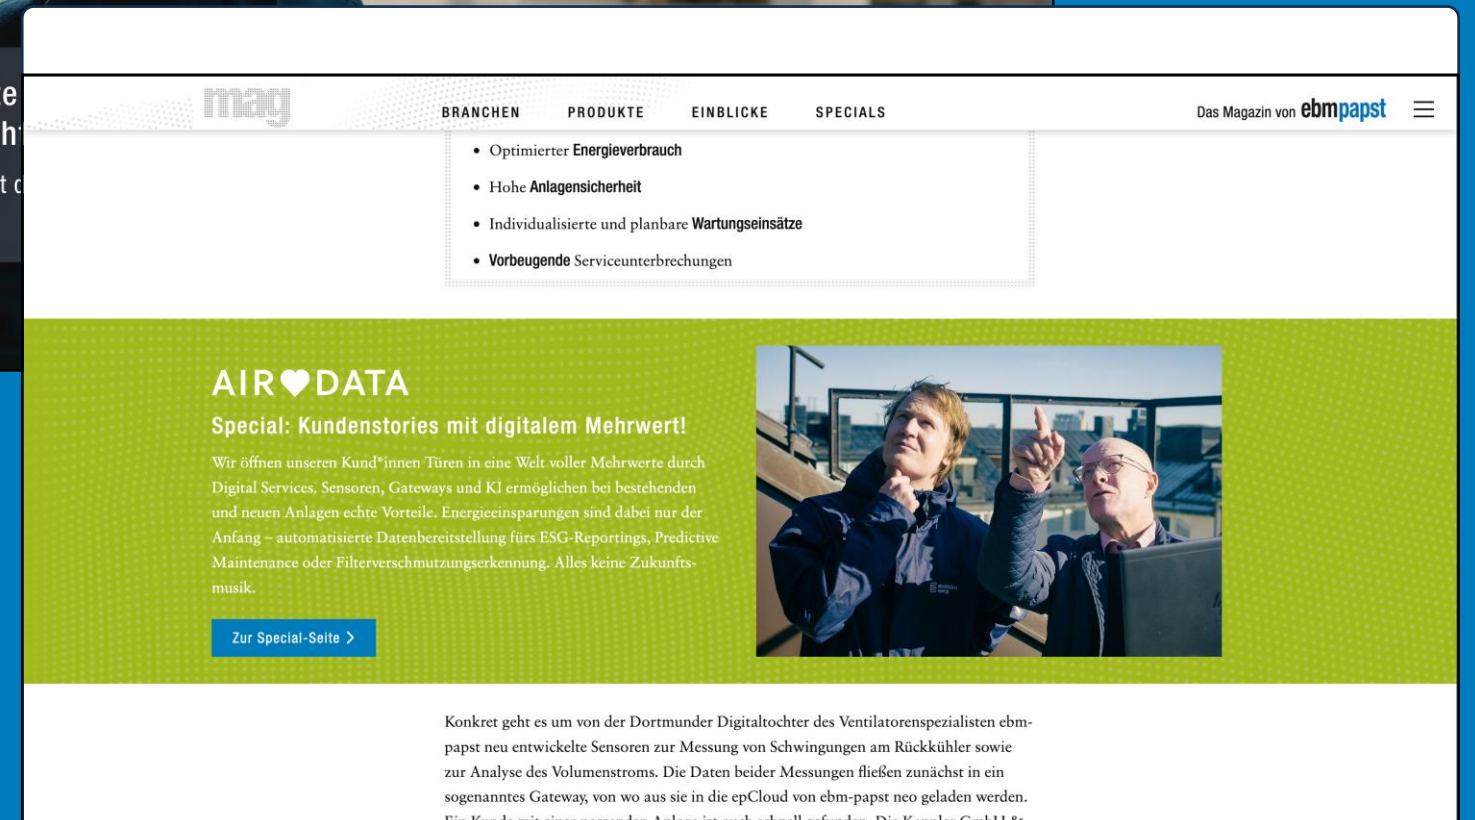 mag
BRANCHEN PRODUKTE EINBLICKE SPECIALS
Das Magazin von ebmpapst
• Optimierter Energieverbrauch
• Hohe Anlagensicherheit
• Individualisierte und planbare Wartungseinsätze
• Vorbeugende Serviceunterbrechungen
AIR♥DATA
Special: Kundenstories mit digitalem Mehrwert!
Wir öffnen unseren Kund*innen Türen in eine Welt voller Mehrwerte durch
Digital Services. Sensoren, Gateways und KI ermöglichen bei bestehenden
und neuen Anlagen echte Vorteile. Energieeinsparungen sind dabei nur der
Anfang – automatisierte Datenbereitstellung fürs ESG-Reportings, Predictive
Maintenance oder Filterverschmutzungserkennung. Alles keine Zukunfts-
musik.
Zur Special-Seite >
Konkret geht es um von der Dortmunder Digitaltochter des Ventilatorenspezialisten ebm-
papst neu entwickelte Sensoren zur Messung von Schwingungen am Rückkühler sowie
zur Analyse des Volumenstroms. Die Daten beider Messungen fließen zunächst in ein
sogenanntes Gateway, von wo aus sie in die epCloud von ebm-papst neo geladen werden.